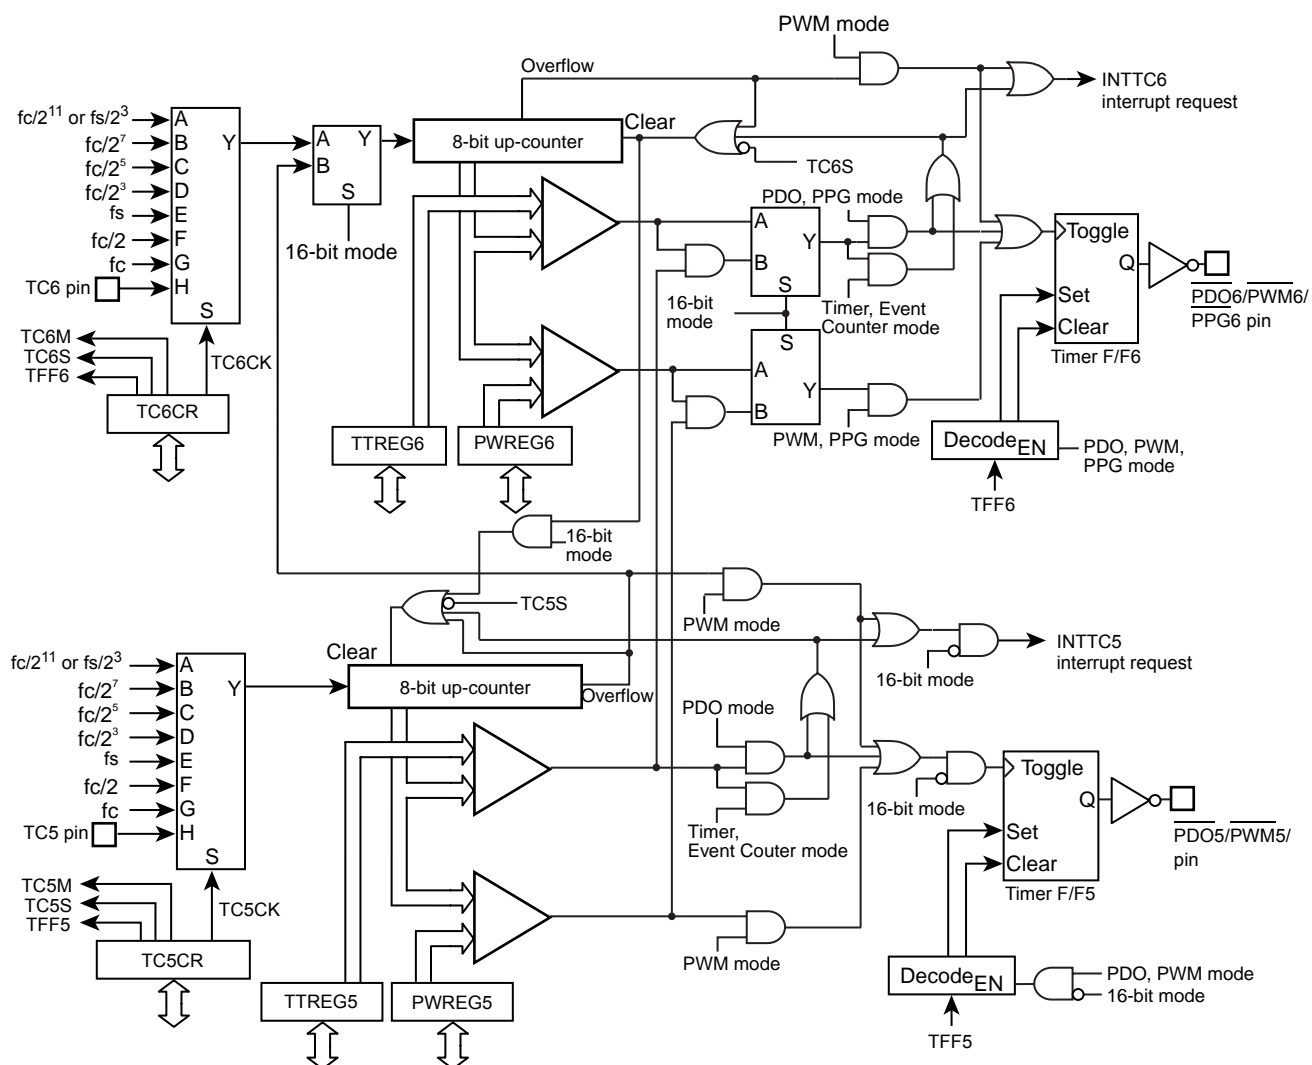 PWM mode
Overflow
INTTC6
interrupt request
fc/2¹¹ or fs/2³
fc/2⁷
fc/2⁵
fc/2³
fs
fc/2
fc
TC6 pin
A
B
C
D
E
F
G
H
Y
S
A
B
Y
S
16-bit mode
8-bit up-counter
Clear
TC6S
PDO, PPG mode
A
B
Y
S
16-bit
mode
Timer, Event
Counter mode
S
A
B
Y
PWM, PPG mode
Toggle
Q
Set
Clear
Timer F/F6
PDO6/PWM6/
PPG6 pin
TC6M
TC6S
TFF6
TC6CK
TC6CR
TTREG6
PWREG6
Decode EN
PDO, PWM,
PPG mode
TFF6
16-bit
mode
TC5S
PWM mode
INTTC5
interrupt request
16-bit mode
fc/2¹¹ or fs/2³
fc/2⁷
fc/2⁵
fc/2³
fs
fc/2
fc
TC5 pin
A
B
C
D
E
F
G
H
Y
S
Clear
8-bit up-counter
Overflow
PDO mode
Timer,
Event Couter mode
16-bit mode
Toggle
Q
Set
Clear
Timer F/F5
PDO5/PWM5/
pin
TC5M
TC5S
TFF5
TC5CK
TC5CR
TTREG5
PWREG5
PWM mode
Decode EN
PDO, PWM mode
16-bit mode
TFF5